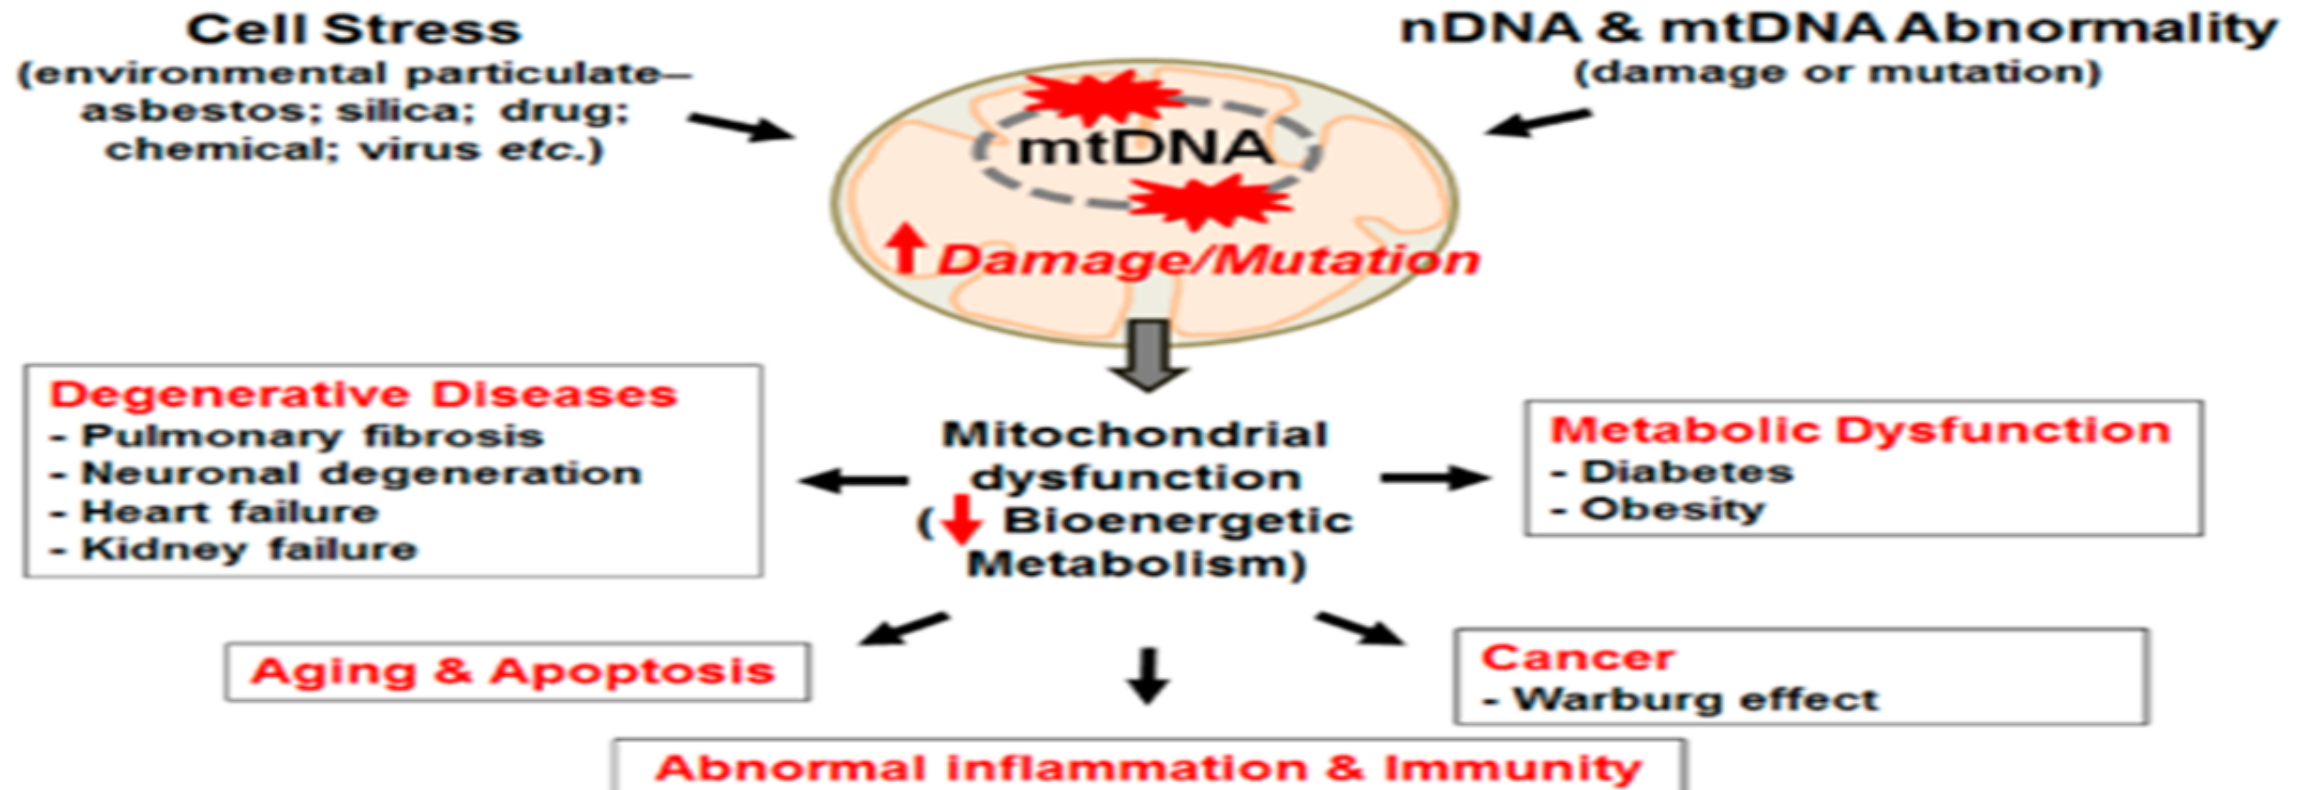 Cell Stress
(environmental particulate–
asbestos; silica; drug;
chemical; virus etc.)
nDNA & mtDNA Abnormality
(damage or mutation)
mtDNA
Damage/Mutation
Degenerative Diseases
- Pulmonary fibrosis
- Neuronal degeneration
- Heart failure
- Kidney failure
Mitochondrial
dysfunction
( Bioenergetic
Metabolism)
Metabolic Dysfunction
- Diabetes
- Obesity
Aging & Apoptosis
Cancer
- Warburg effect
Abnormal inflammation & Immunity